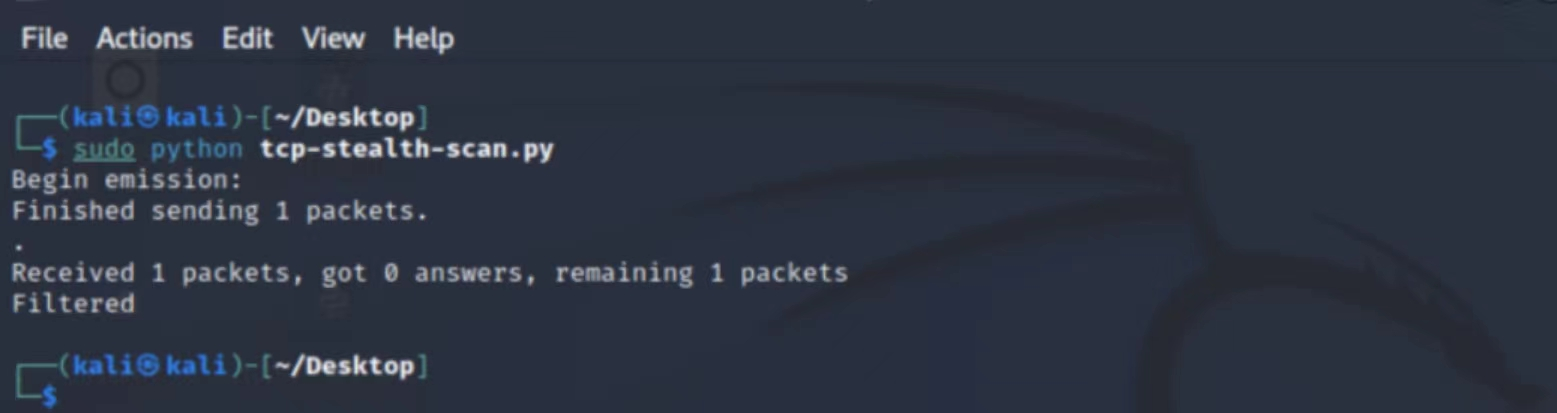 File Actions Edit View Help
┌──(kali㉿kali)-[~/Desktop]
└─$ sudo python tcp-stealth-scan.py
Begin emission:
Finished sending 1 packets.
.
Received 1 packets, got 0 answers, remaining 1 packets
Filtered
┌──(kali㉿kali)-[~/Desktop]
└─$